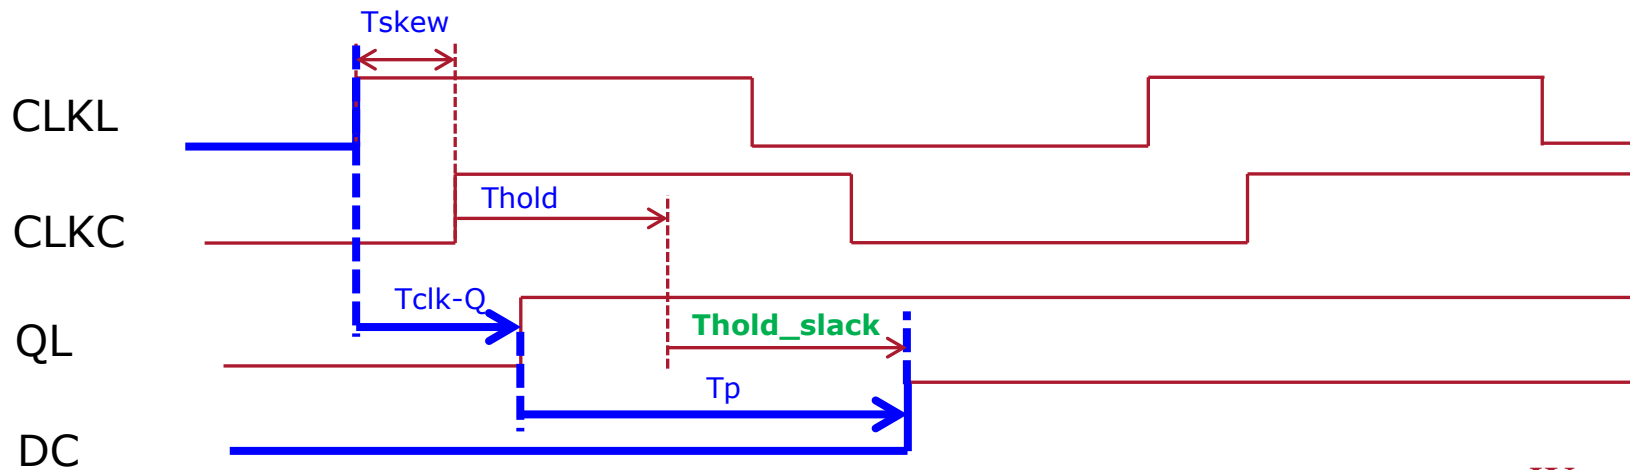 Tskew
CLKL
Thold
CLKC
Tclk-Q
Thold_slack
QL
Tp
DC